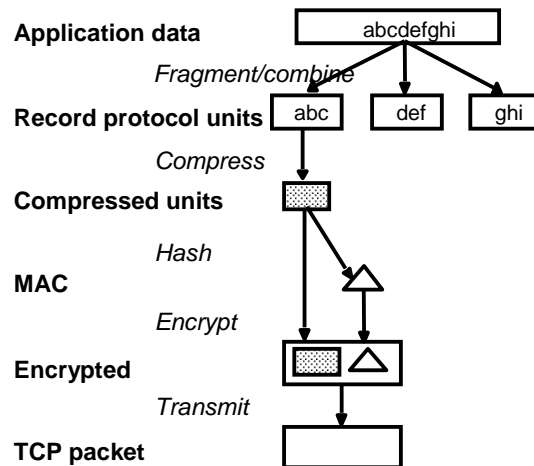 Application data
abcdefghi
Fragment/combine
Record protocol units
abc
def
ghi
Compress
Compressed units
Hash
MAC
Encrypt
Encrypted
Transmit
TCP packet